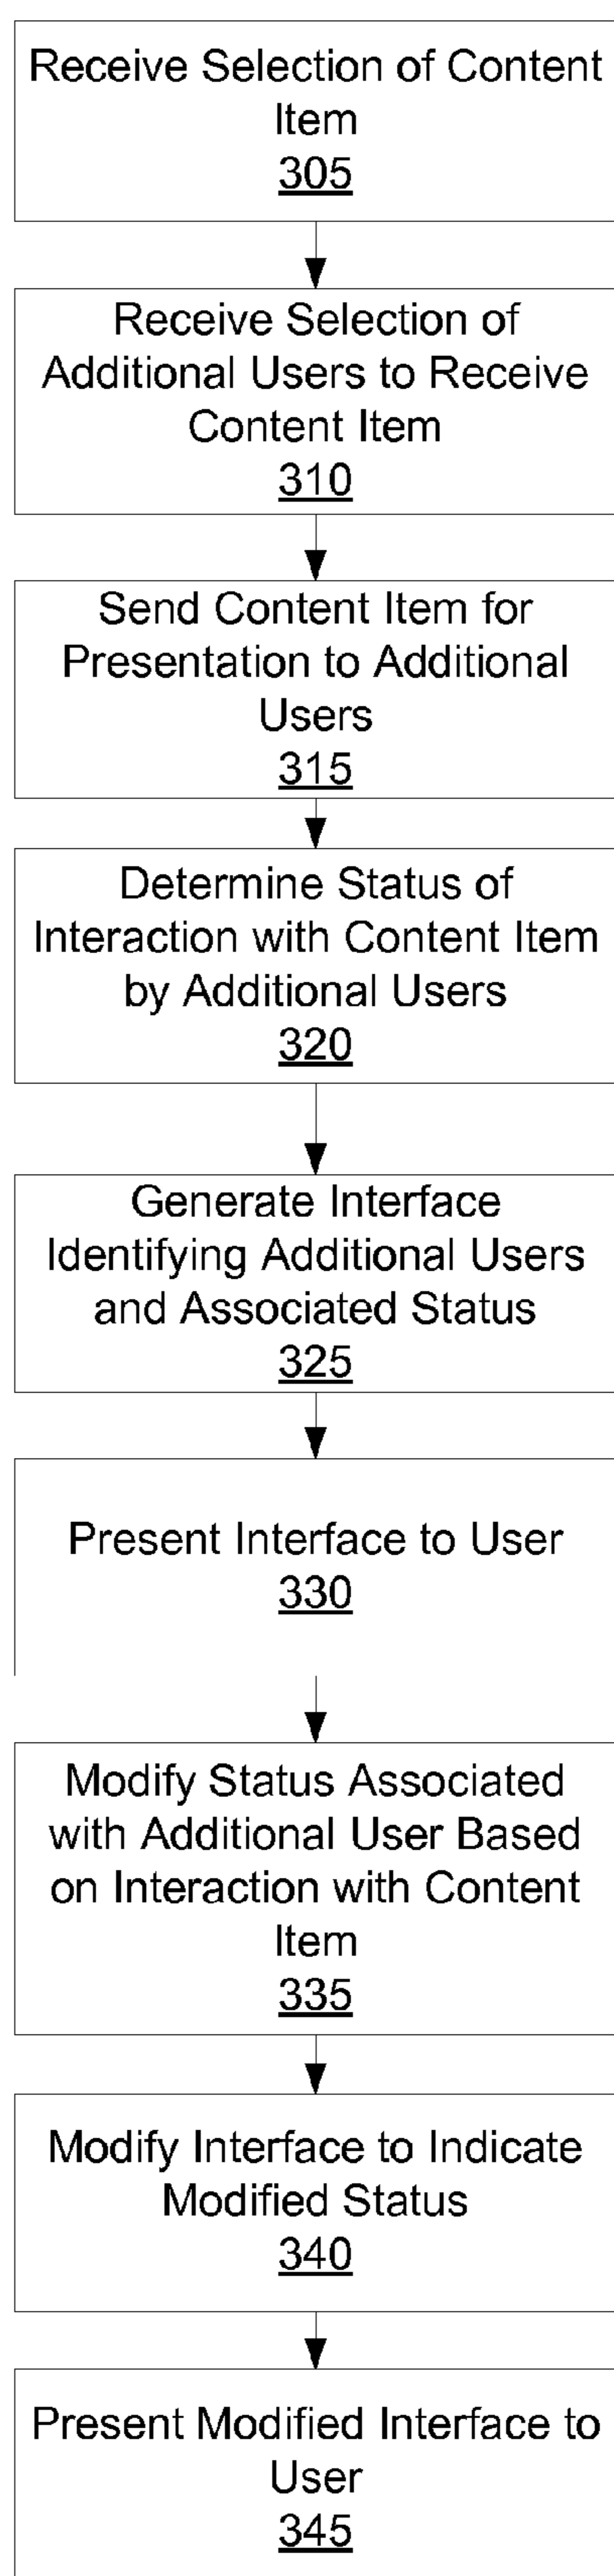 Receive Selection of Content
Item
305
Receive Selection of
Additional Users to Receive
Content Item
310
Send Content Item for
Presentation to Additional
Users
315
Determine Status of
Interaction with Content Item
by Additional Users
320
Generate Interface
Identifying Additional Users
and Associated Status
325
Present Interface to User
330
Modify Status Associated
with Additional User Based
on Interaction with Content
Item
335
Modify Interface to Indicate
Modified Status
340
Present Modified Interface to
User
345